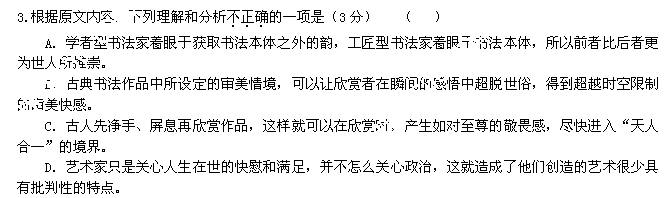 3.根据原文内容，下列理解和分析不正确的一项是（3分）　（　）
A．学者型书法家着眼于获取书法本体之外的韵，工匠型书法家着眼于书法本体，所以前者比后者更
为世人所推崇。
古典书法作品中所设定的审美情境，可以让欣赏者在瞬间的感悟中超脱世俗，得到超越时空限制
的审美快感。
C．古人先净手、屏息再欣赏作品，这样就可以在欣赏时，产生如对至尊的敬畏感，尽快进入“天人
合一”的境界。
D．艺术家只是关心人生在世的快慰和满足，并不怎么关心政治，这就造成了他们创造的艺术很少具
有批判性的特点。